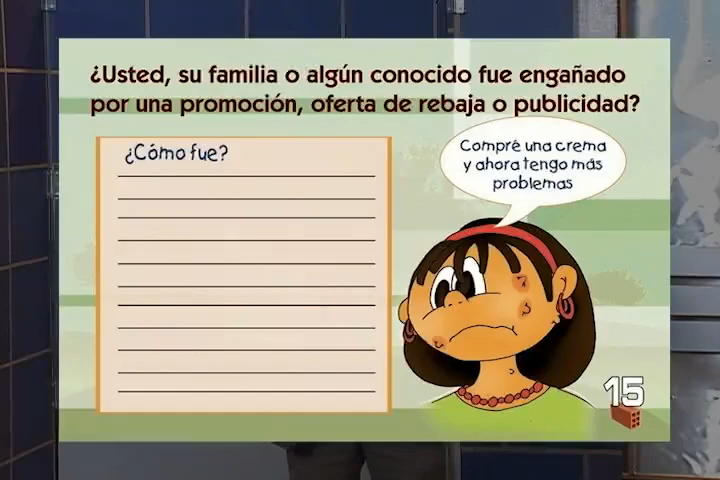 ¿Usted, su familia o algún conocido fue engañado
por una promoción, oferta de rebaja o publicidad?
¿Cómo fue?
Compré una crema
y ahora tengo más
problemas
15